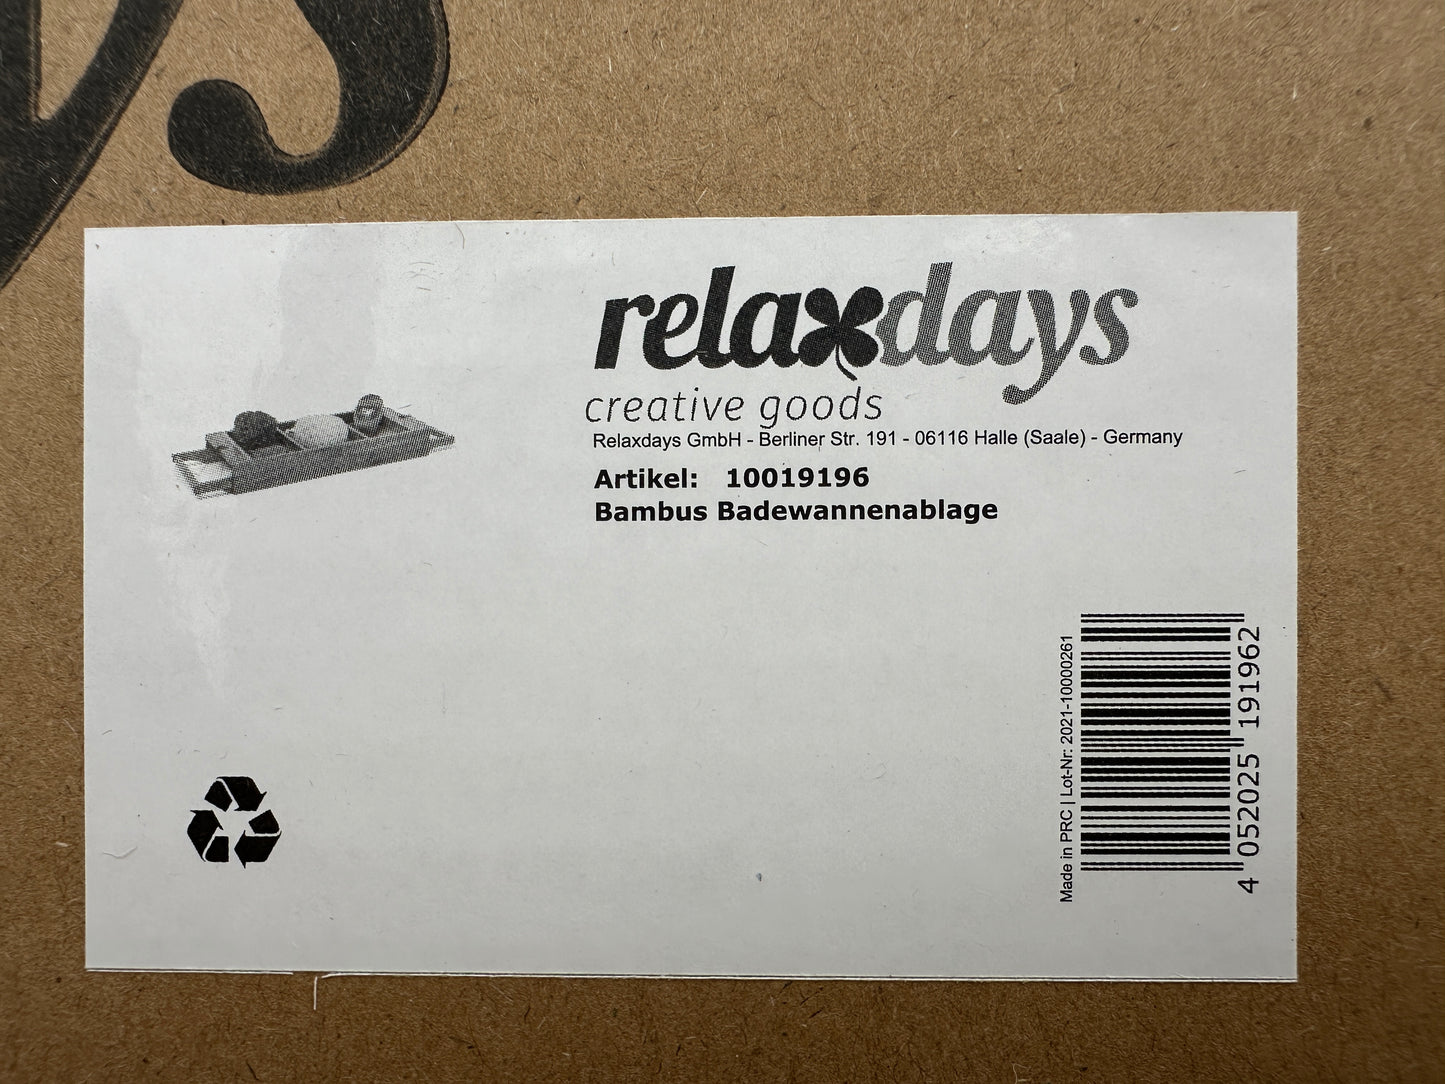 ys
relaxdays
creative goods
Relaxdays GmbH - Berliner Str. 191 - 06116 Halle (Saale) - Germany
Artikel: 10019196
Bambus Badewannenablage
Made in PRC | Lot-Nr: 2021-10000261
4 052025 191962